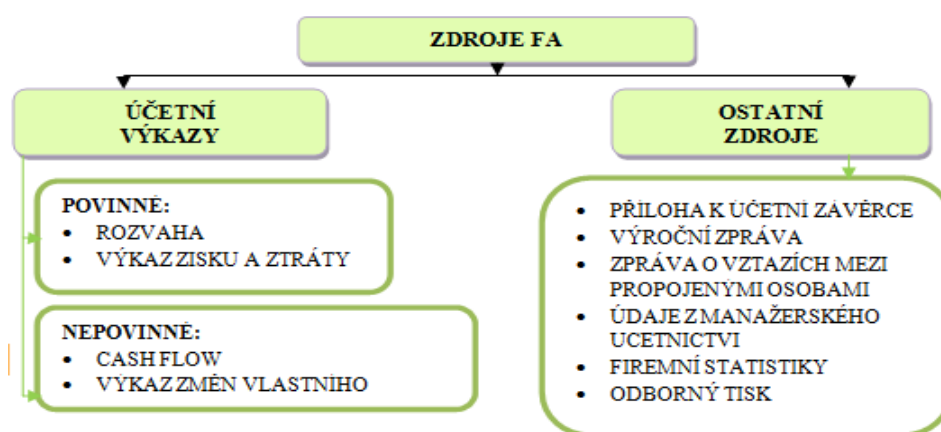 ZDROJE FA
ÚČETNÍ
VÝKAZY
OSTATNÍ
ZDROJE
POVINNÉ:
• ROZVAHA
• VÝKAZ ZISKU A ZTRÁTY
NEPOVINNÉ:
• CASH FLOW
• VÝKAZ ZMĚN VLASTNÍHO
• PŘÍLOHA K ÚČETNÍ ZÁVĚRCE
• VÝROČNÍ ZPRÁVA
• ZPRÁVA O VZTAZÍCH MEZI
PROPOJENÝMI OSOBAMI
• ÚDAJE Z MANAŽERSKÉHO
UCETNICTVI
• FIREMNÍ STATISTIKY
• ODBORNÝ TISK